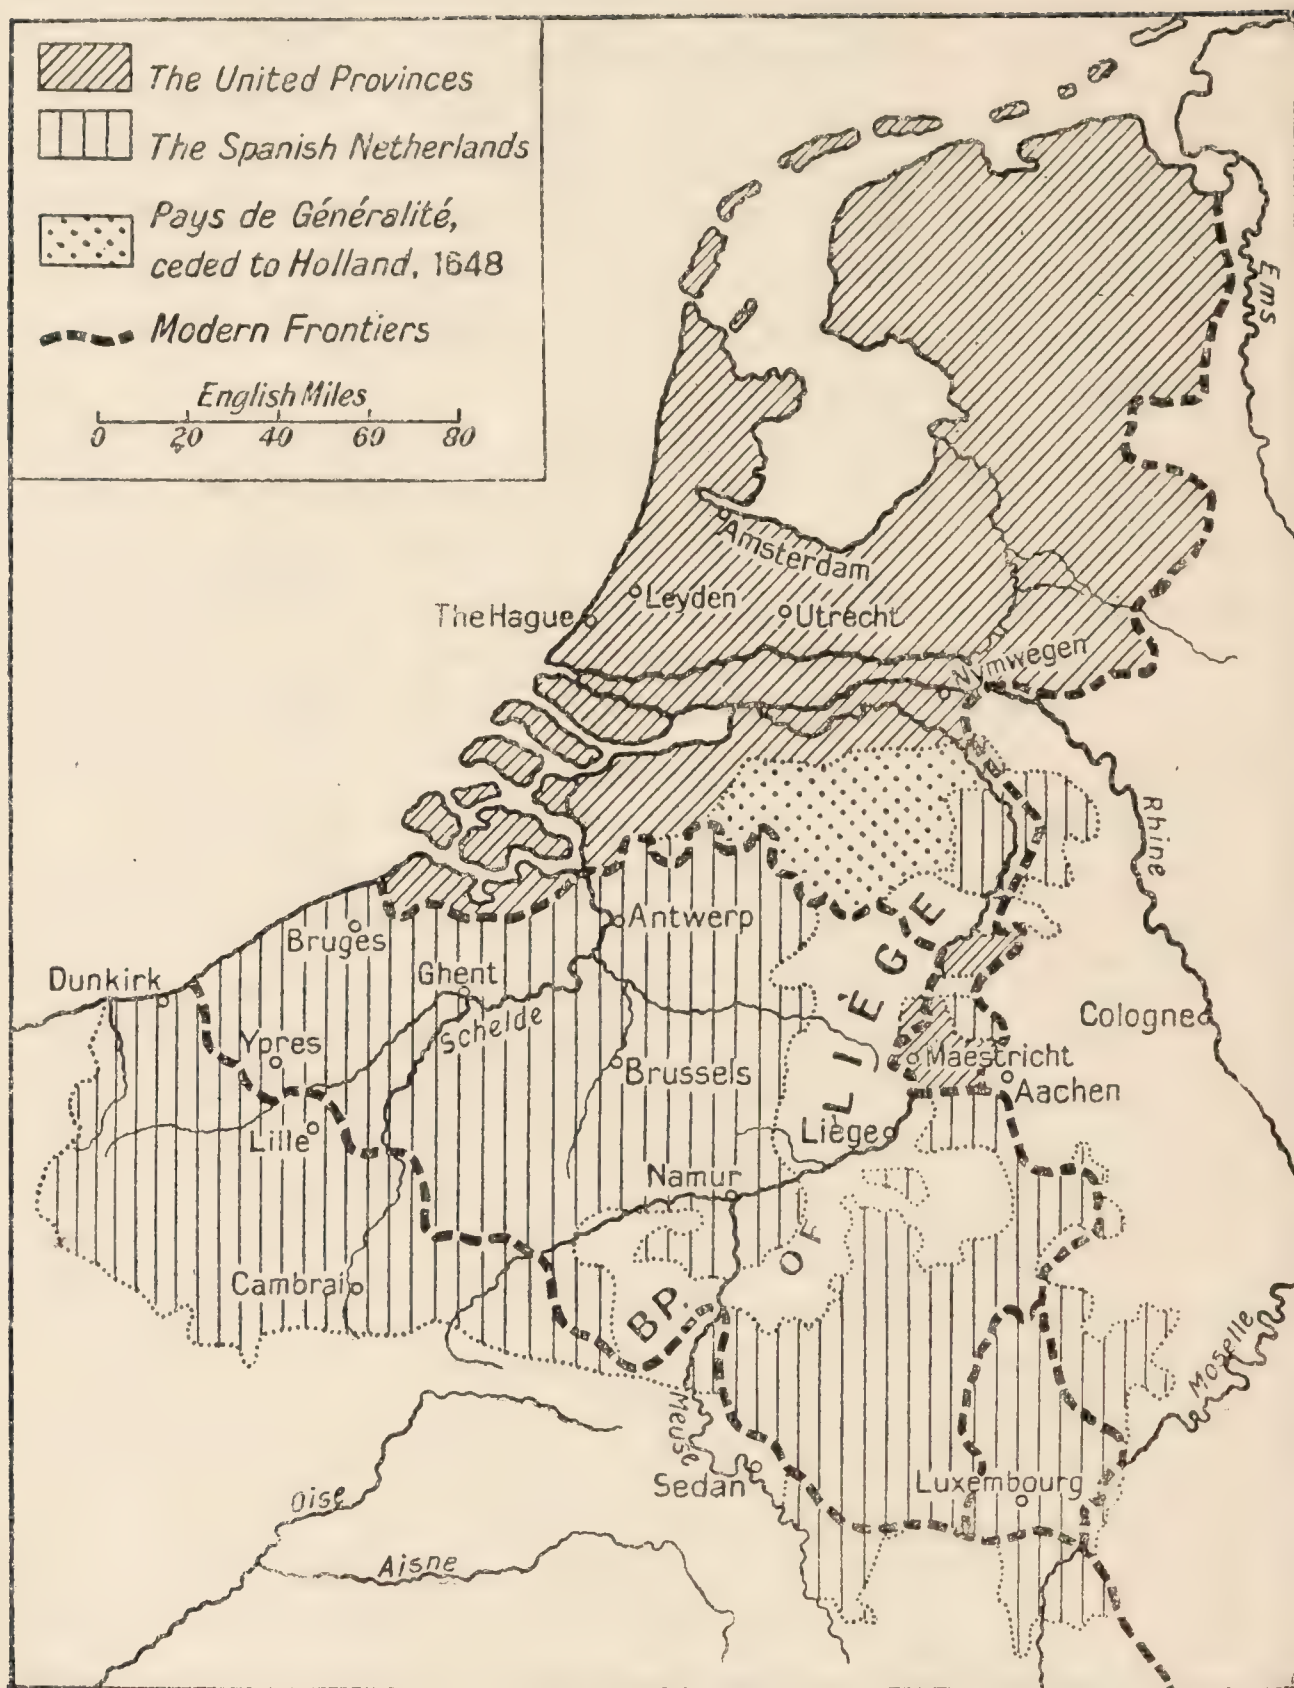 The United Provinces
The Spanish Netherlands
Pays de Généralité,
ceded to Holland, 1648
Modern Frontiers
English Miles
0 20 40 60 80
Ems
Amsterdam
Leyden
The Hague
Utrecht
Nymwegen
Rhine
Antwerp
Bruges
Dunkirk
Ghent
Schelde
Ypres
Brussels
Cologne
Maestricht
Aachen
Lille
Liége
Namur
BP. OF LIÉGE
Cambrai
Moselle
Meuse
Sedan
Luxembourg
Oise
Aisne